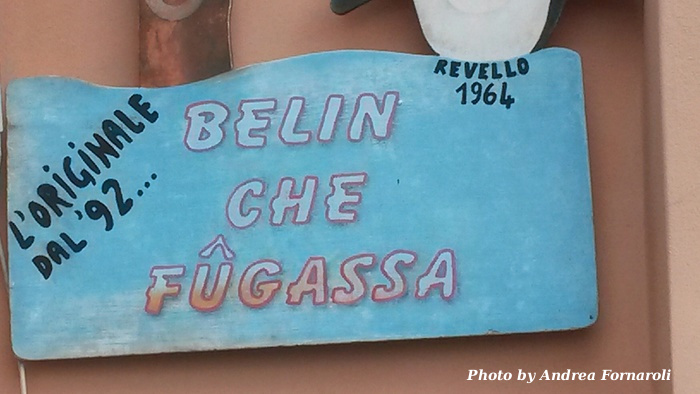 L'ORIGINALE
DAL '92...
REVELLO
1964
BELIN
CHE
FÛGASSA
Photo by Andrea Fornaroli